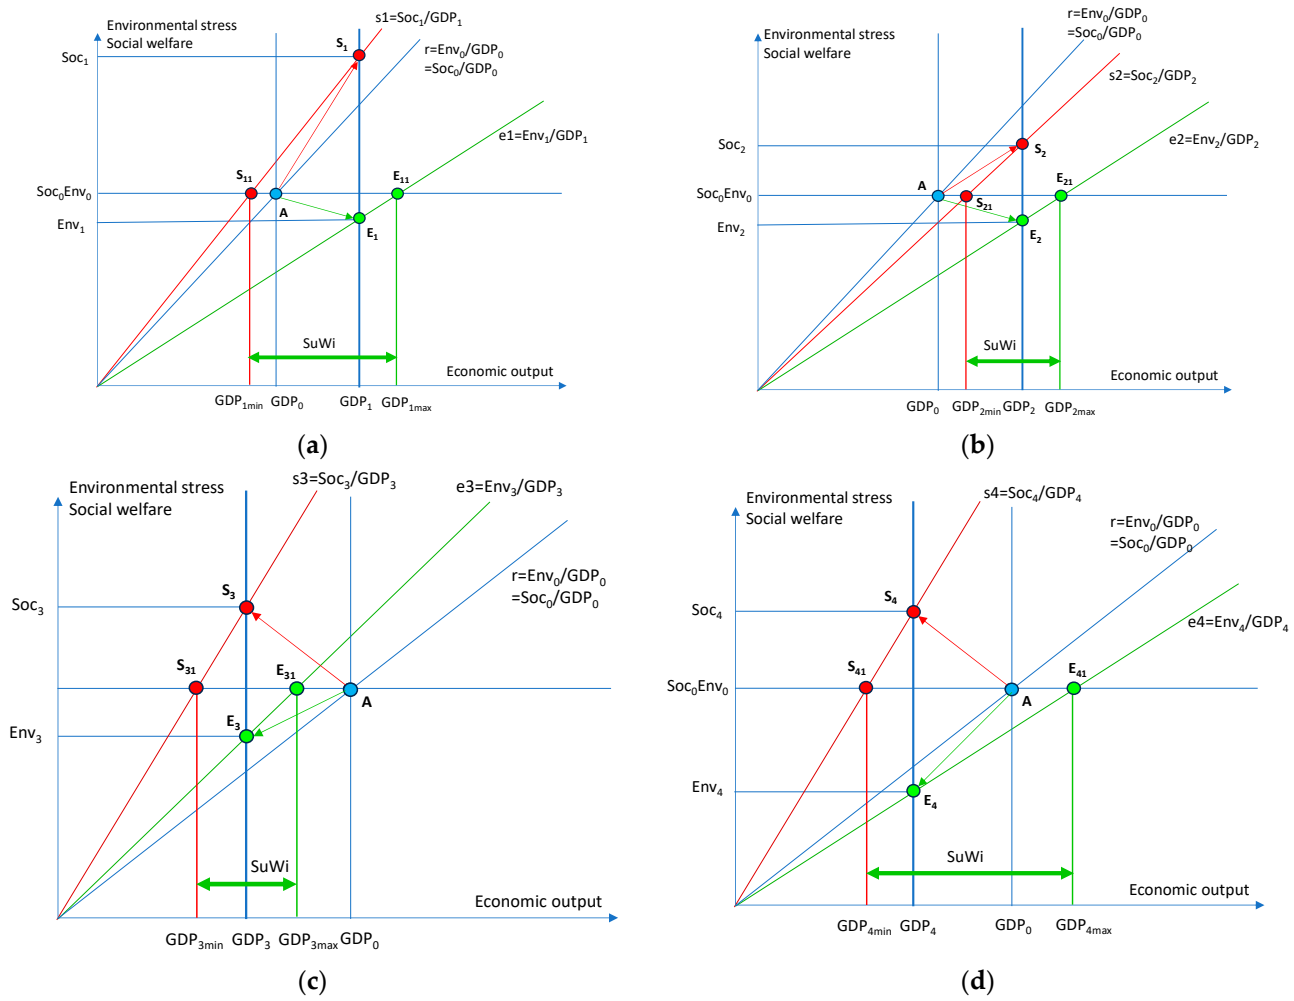 Environmental stress
Social welfare
s1=Soc1/GDP1
S1
r=Env0/GDP0
=Soc0/GDP0
Soc1
e1=Env1/GDP1
S11
E11
Soc0Env0
A
Env1
E1
SuWi
Economic output
GDP1min GDP0 GDP1 GDP1max
(a)
r=Env0/GDP0
=Soc0/GDP0
Environmental stress
Social welfare
s2=Soc2/GDP2
Soc2
S2
e2=Env2/GDP2
A
E21
Soc0Env0
S21
Env2
E2
SuWi
Economic output
GDP0 GDP2min GDP2 GDP2max
(b)
s3=Soc3/GDP3
e3=Env3/GDP3
Environmental stress
Social welfare
r=Env0/GDP0
=Soc0/GDP0
Soc3
S3
S31
E31
A
Env3
E3
SuWi
Economic output
GDP3min GDP3 GDP3max GDP0
(c)
s4=Soc4/GDP4
Environmental stress
Social welfare
r=Env0/GDP0
=Soc0/GDP0
Soc4
S4
e4=Env4/GDP4
S41
E41
Soc0Env0
A
Env4
E4
SuWi
Economic output
GDP4min GDP4 GDP0 GDP4max
(d)